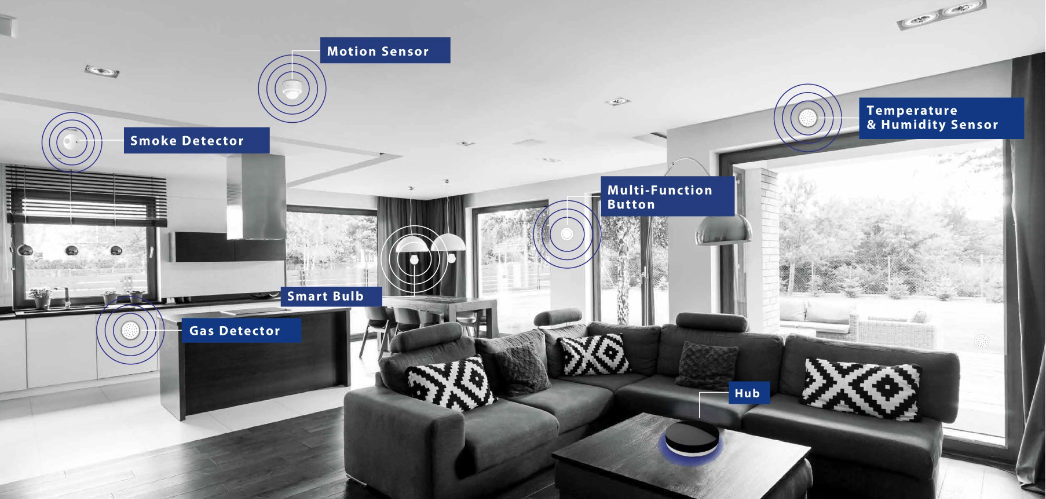 Motion Sensor
Temperature
& Humidity Sensor
Smoke Detector
Multi-Function
Button
Smart Bulb
Gas Detector
Hub